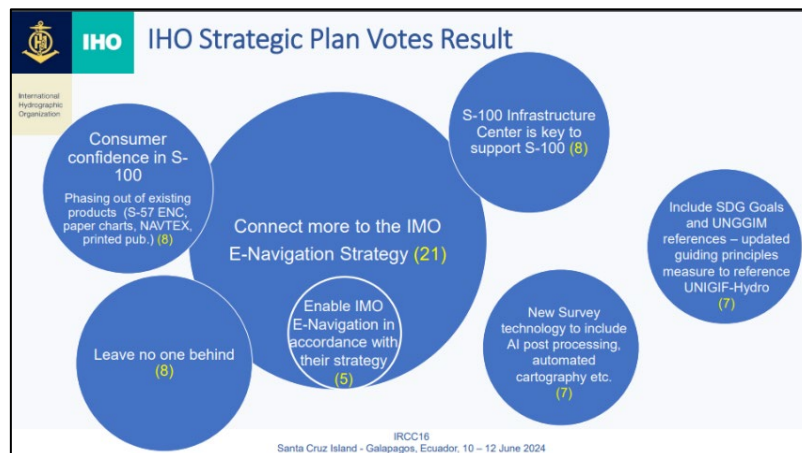 IHO
IHO Strategic Plan Votes Result
International
Hydrographic
Organization
Consumer
confidence in S-
100
Phasing out of existing
products (S-57 ENC,
paper charts, NAVTEX,
printed pub.) (8)
S-100 Infrastructure
Center is key to
support S-100 (8)
Connect more to the IMO
E-Navigation Strategy (21)
Include SDG Goals
and UNGGIM
references – updated
guiding principles
measure to reference
UNIGIF-Hydro
(7)
Enable IMO
E-Navigation in
accordance with
their strategy
(5)
Leave no one behind
(8)
New Survey
technology to include
AI post processing,
automated
cartography etc.
(7)
IRCC16
Santa Cruz Island - Galapagos, Ecuador, 10 – 12 June 2024